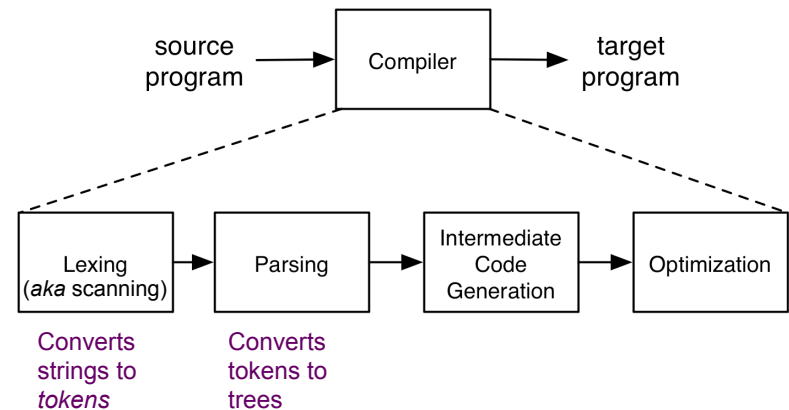 source
program
Compiler
target
program
Lexing
(aka scanning)
Parsing
Intermediate
Code
Generation
Optimization
Converts
strings to
tokens
Converts
tokens to
trees